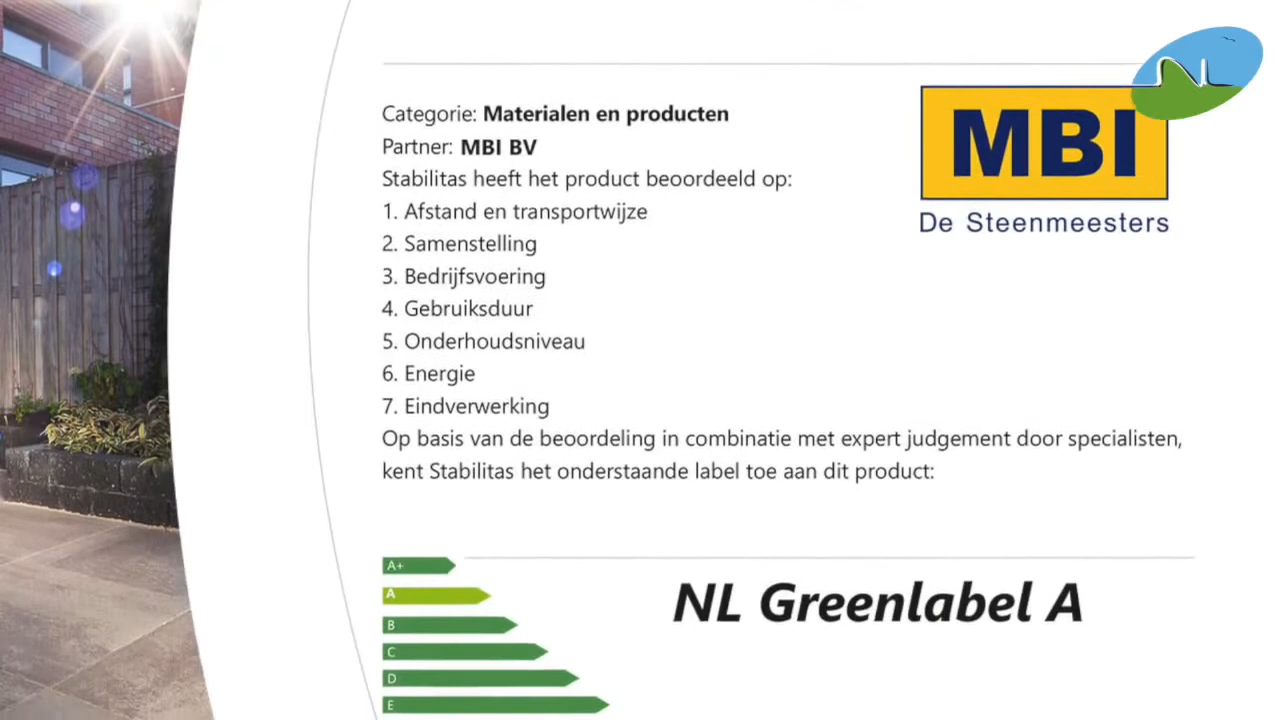 Categorie: Materialen en producten
Partner: MBI BV
Stabilitas heeft het product beoordeeld op:
1. Afstand en transportwijze
2. Samenstelling
3. Bedrijfsvoering
4. Gebruiksduur
5. Onderhoudsniveau
6. Energie
7. Eindverwerking
Op basis van de beoordeling in combinatie met expert judgement door specialisten,
kent Stabilitas het onderstaande label toe aan dit product:
MBI
De Steenmeesters
NL
A+
A
B
C
D
E
NL Greenlabel A